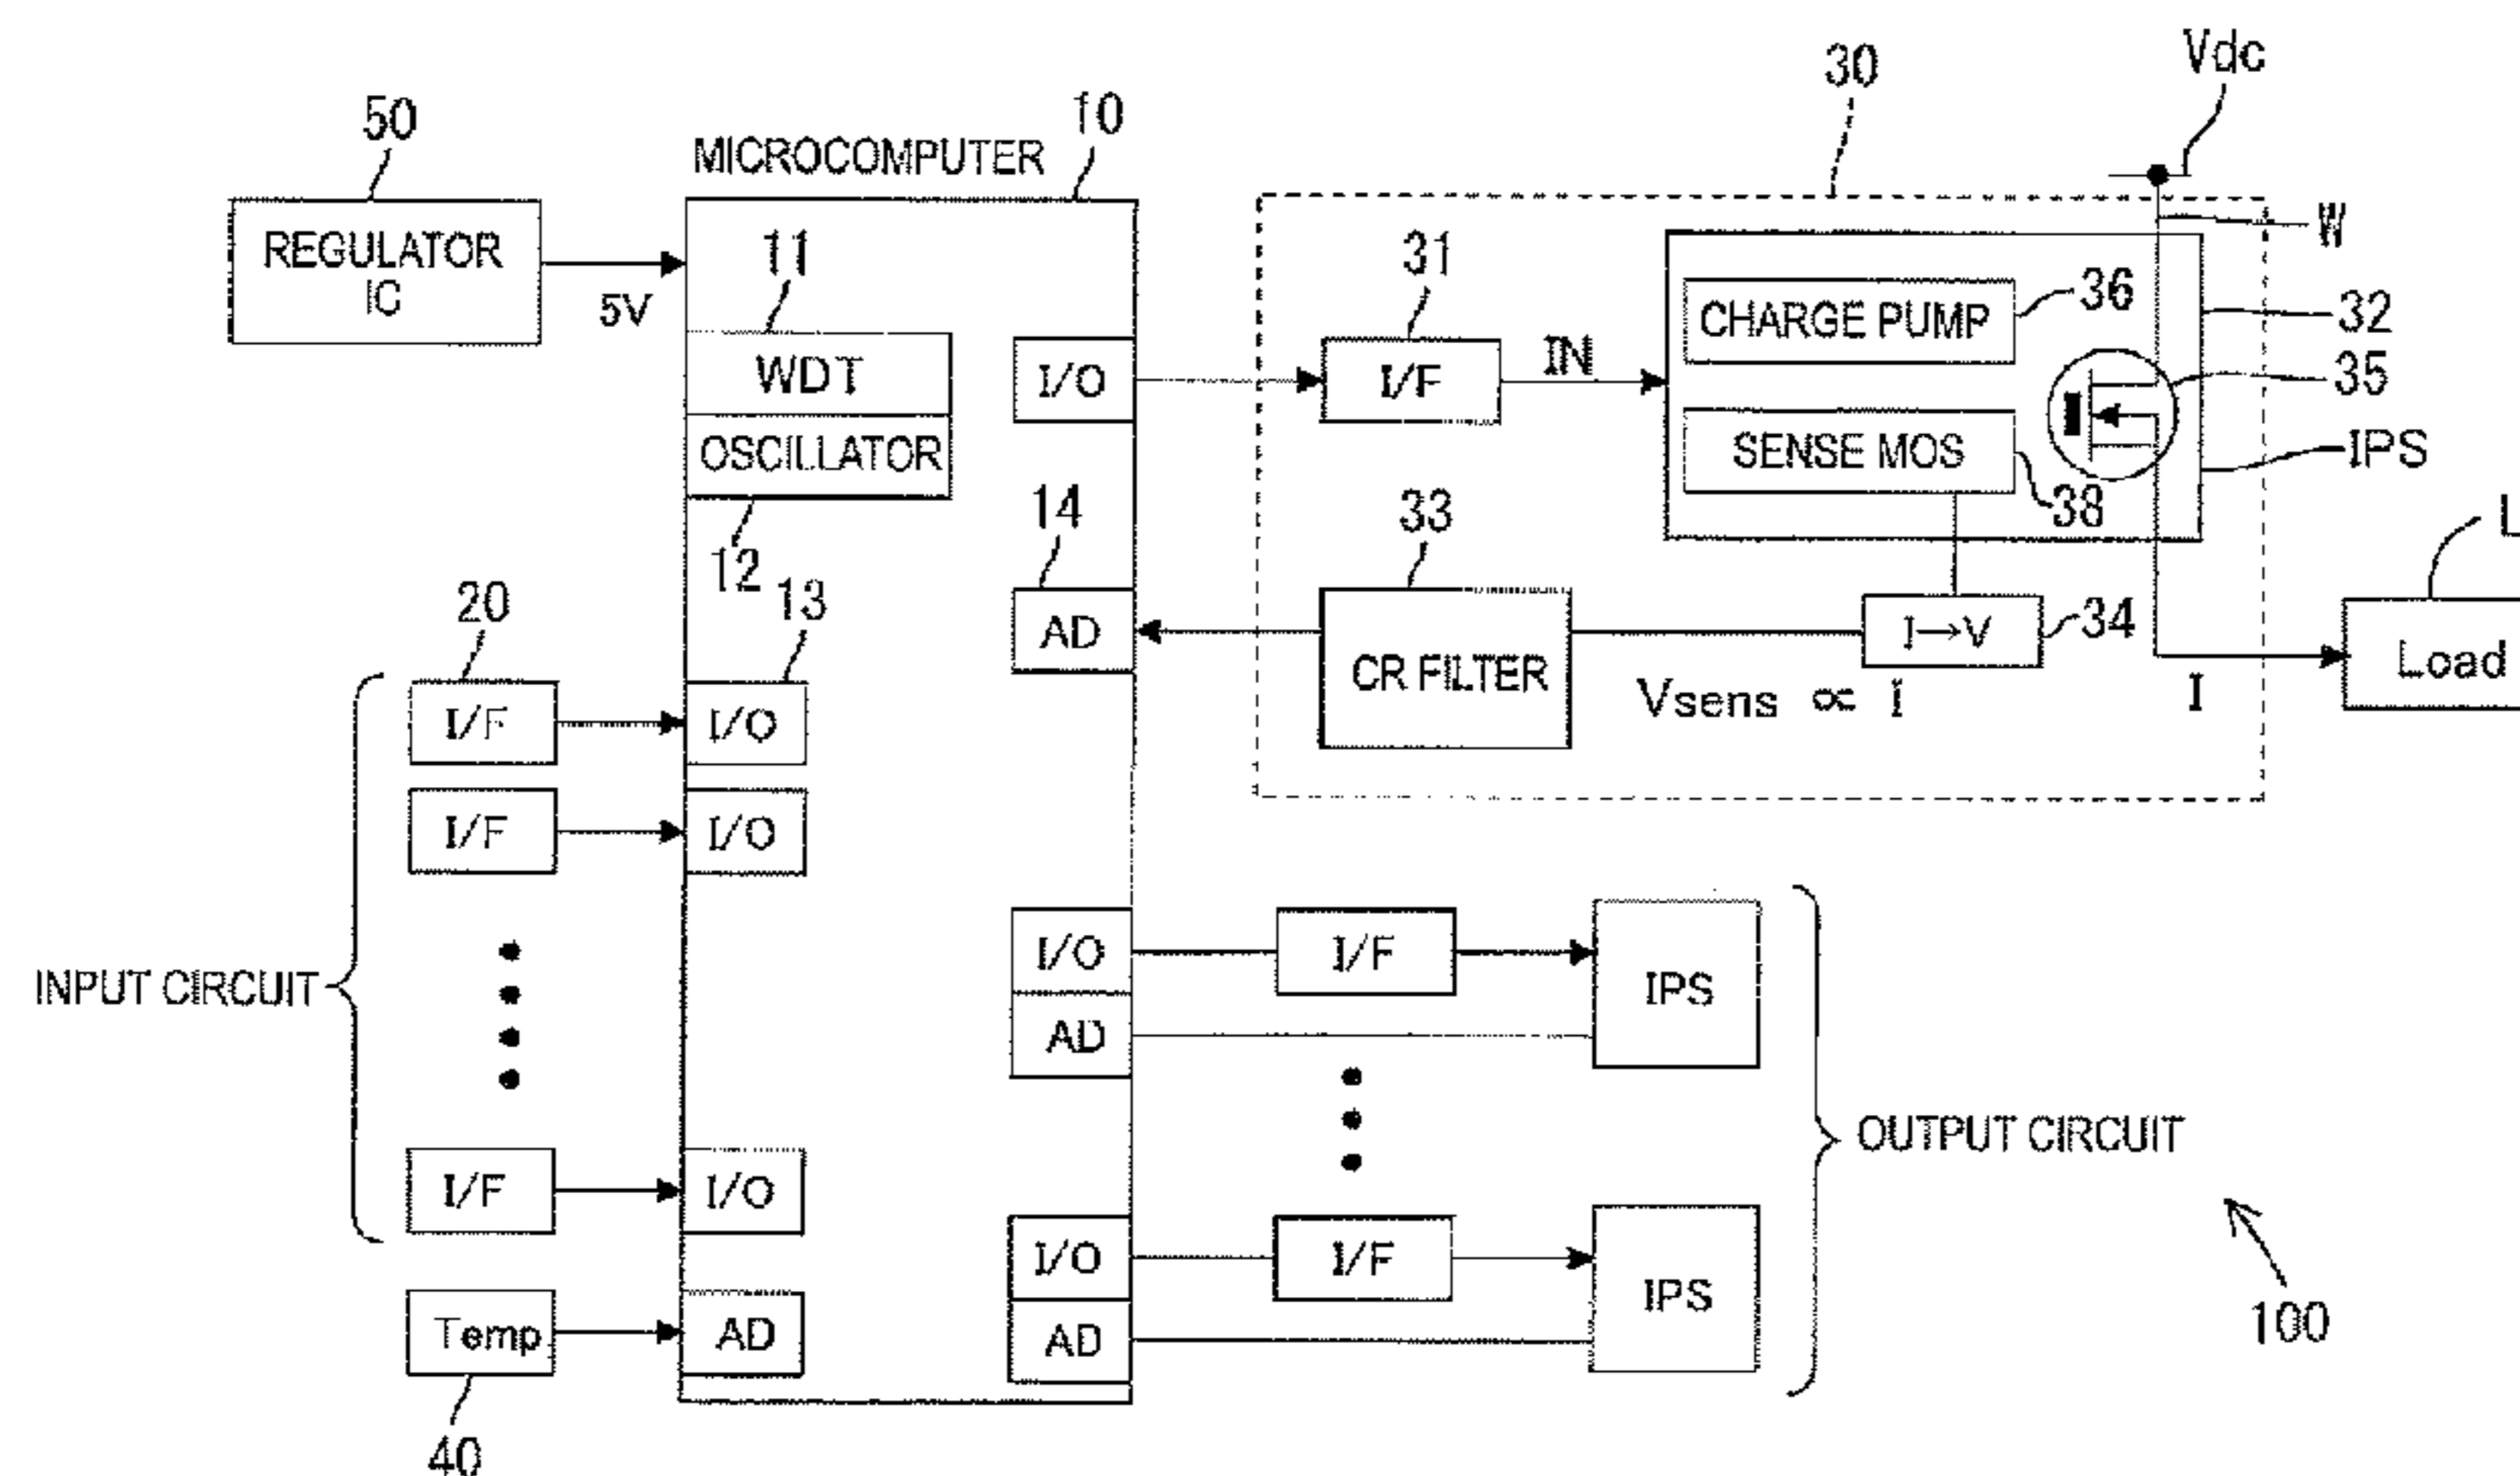 Vdc
30
50
10
MICROCOMPUTER
W
REGULATOR
IC
11
31
36
32
5V
CHARGE PUMP
WDT
I/O
I/F
IN
35
OSCILLATOR
SENSE MOS
IPS
14
33
38
L
12
20
13
AD
I→V
34
CR FILTER
Load
Vsens ∝ I
I
I/F
I/O
I/F
I/O
INPUT CIRCUIT
I/O
I/F
IPS
AD
OUTPUT CIRCUIT
I/F
I/O
I/O
I/F
IPS
100
Temp
AD
AD
40